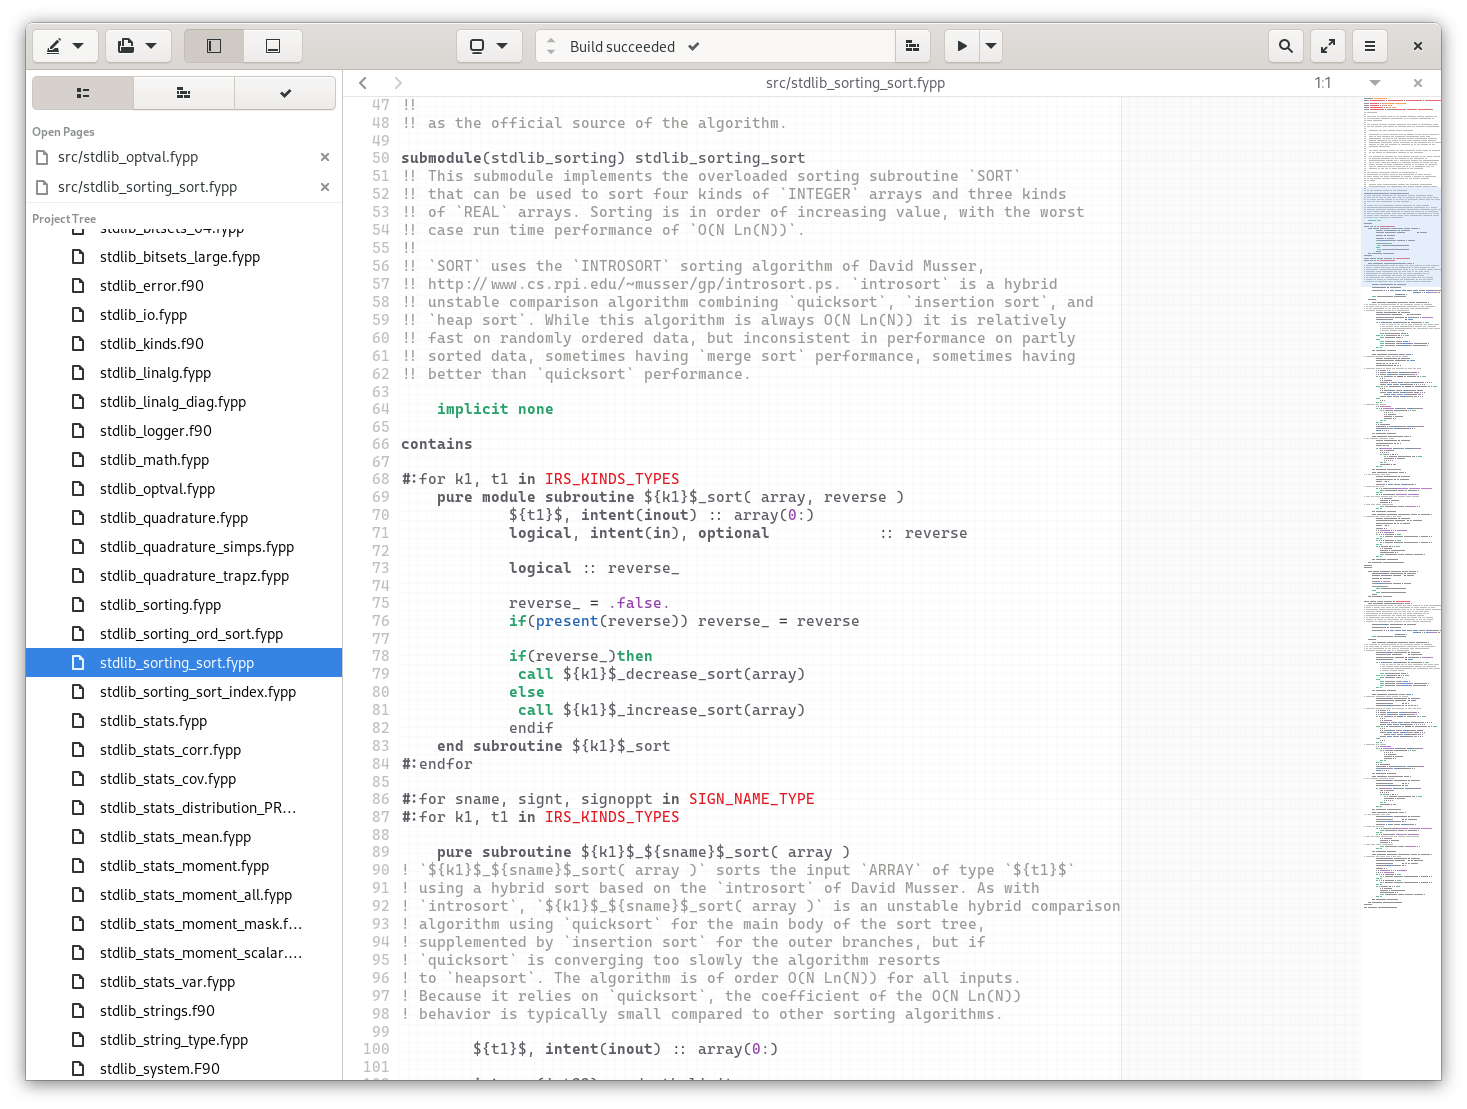 Build succeeded
src/stdlib_sorting_sort.fypp
1:1
Open Pages
src/stdlib_optval.fypp
src/stdlib_sorting_sort.fypp
Project Tree
stdlib_bitsets_64.fypp
stdlib_bitsets_large.fypp
stdlib_error.f90
stdlib_io.fypp
stdlib_kinds.f90
stdlib_linalg.fypp
stdlib_linalg_diag.fypp
stdlib_logger.f90
stdlib_math.fypp
stdlib_optval.fypp
stdlib_quadrature.fypp
stdlib_quadrature_simps.fypp
stdlib_quadrature_trapz.fypp
stdlib_sorting.fypp
stdlib_sorting_ord_sort.fypp
stdlib_sorting_sort.fypp
stdlib_sorting_sort_index.fypp
stdlib_stats.fypp
stdlib_stats_corr.fypp
stdlib_stats_cov.fypp
stdlib_stats_distribution_PR…
stdlib_stats_mean.fypp
stdlib_stats_moment.fypp
stdlib_stats_moment_all.fypp
stdlib_stats_moment_mask.f…
stdlib_stats_moment_scalar.…
stdlib_stats_var.fypp
stdlib_strings.f90
stdlib_string_type.fypp
stdlib_system.F90
47 !!
48 !! as the official source of the algorithm.
49
50 submodule(stdlib_sorting) stdlib_sorting_sort
51 !! This submodule implements the overloaded sorting subroutine `SORT`
52 !! that can be used to sort four kinds of `INTEGER` arrays and three kinds
53 !! of `REAL` arrays. Sorting is in order of increasing value, with the worst
54 !! case run time performance of `O(N Ln(N))`.
55 !!
56 !! `SORT` uses the `INTROSORT` sorting algorithm of David Musser,
57 !! http://www.cs.rpi.edu/~musser/gp/introsort.ps. `introsort` is a hybrid
58 !! unstable comparison algorithm combining `quicksort`, `insertion sort`, and
59 !! `heap sort`. While this algorithm is always O(N Ln(N)) it is relatively
60 !! fast on randomly ordered data, but inconsistent in performance on partly
61 !! sorted data, sometimes having `merge sort` performance, sometimes having
62 !! better than `quicksort` performance.
63
64     implicit none
65
66 contains
67
68 #:for k1, t1 in IRS_KINDS_TYPES
69     pure module subroutine ${k1}$_sort( array, reverse )
70             ${t1}$, intent(inout) :: array(0:)
71             logical, intent(in), optional            :: reverse
72
73             logical :: reverse_
74
75             reverse_ = .false.
76             if(present(reverse)) reverse_ = reverse
77
78             if(reverse_)then
79              call ${k1}$_decrease_sort(array)
80             else
81              call ${k1}$_increase_sort(array)
82             endif
83     end subroutine ${k1}$_sort
84 #:endfor
85
86 #:for sname, signt, signoppt in SIGN_NAME_TYPE
87 #:for k1, t1 in IRS_KINDS_TYPES
88
89     pure subroutine ${k1}$_${sname}$_sort( array )
90 ! `${k1}$_${sname}$_sort( array )` sorts the input `ARRAY` of type `${t1}$`
91 ! using a hybrid sort based on the `introsort` of David Musser. As with
92 ! `introsort`, `${k1}$_${sname}$_sort( array )` is an unstable hybrid comparison
93 ! algorithm using `quicksort` for the main body of the sort tree,
94 ! supplemented by `insertion sort` for the outer branches, but if
95 ! `quicksort` is converging too slowly the algorithm resorts
96 ! to `heapsort`. The algorithm is of order O(N Ln(N)) for all inputs.
97 ! Because it relies on `quicksort`, the coefficient of the O(N Ln(N))
98 ! behavior is typically small compared to other sorting algorithms.
99
100         ${t1}$, intent(inout) :: array(0:)
101